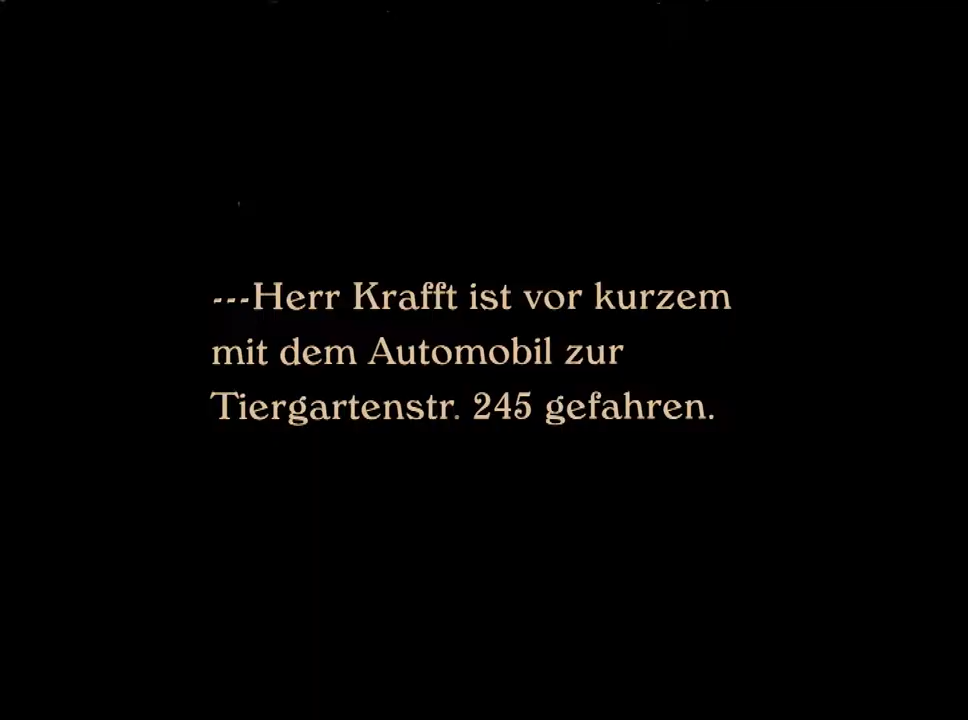 ---Herr Krafft ist vor kurzem
mit dem Automobil zur
Tiergartenstr. 245 gefahren.